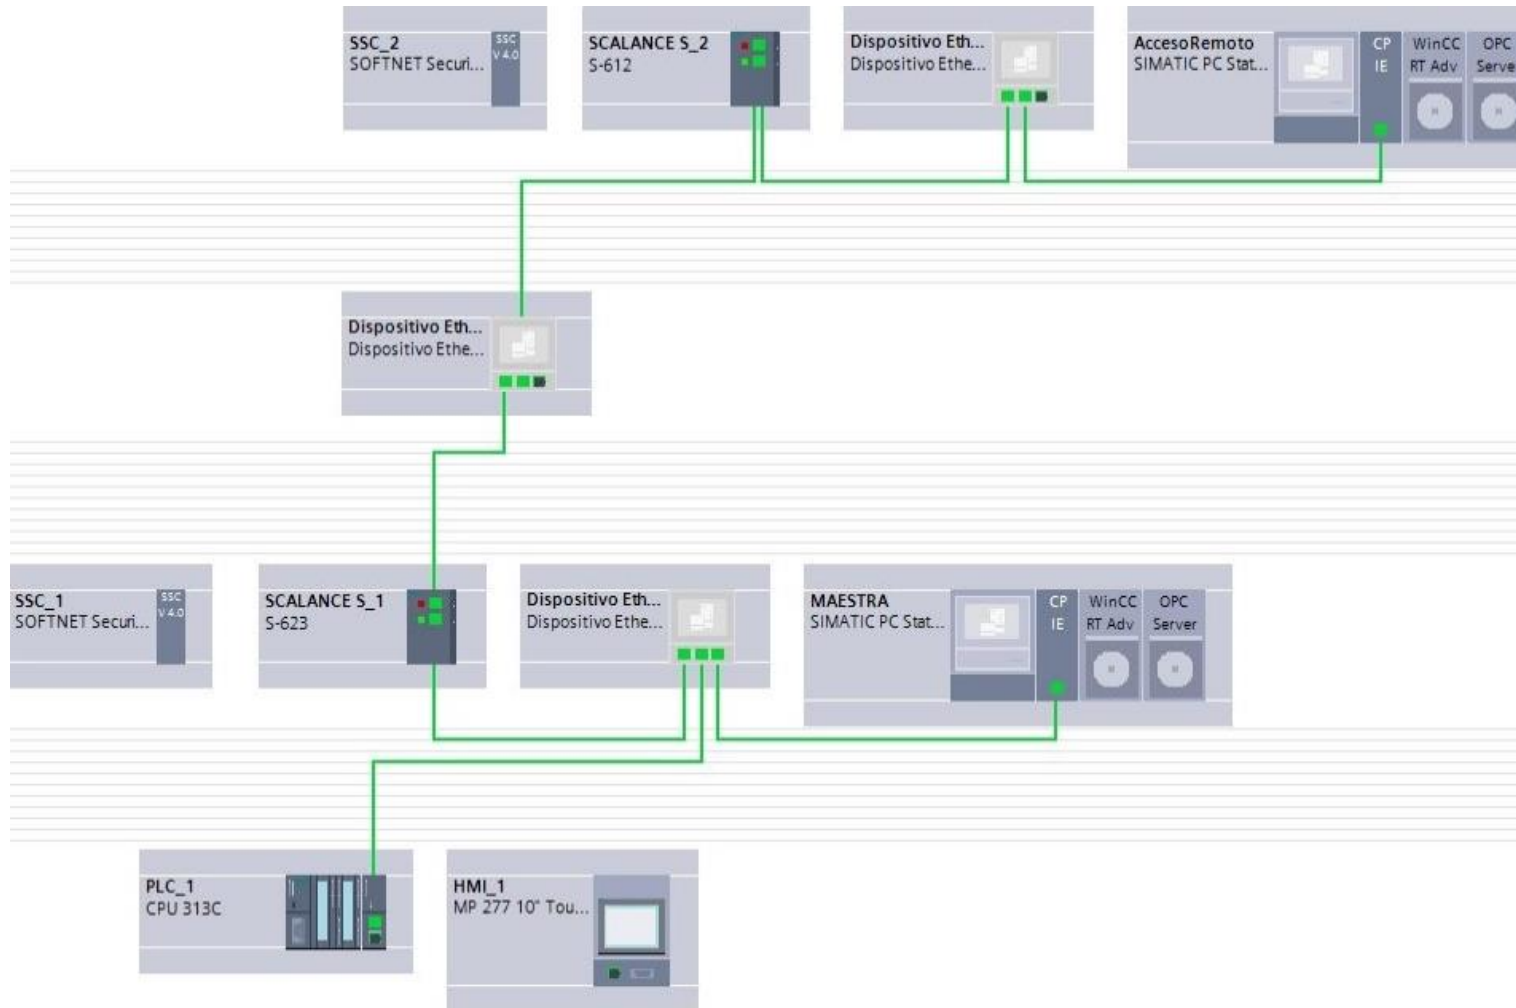 SSC_2
SOFTNET Securi...
SSC
V 4.0
SCALANCE S_2
S-612
Dispositivo Eth...
Dispositivo Ethe...
AccesoRemoto
SIMATIC PC Stat...
CP
IE
WinCC
RT Adv
OPC
Serve
Dispositivo Eth...
Dispositivo Ethe...
SSC_1
SOFTNET Securi...
SSC
V 4.0
SCALANCE S_1
S-623
Dispositivo Eth...
Dispositivo Ethe...
MAESTRA
SIMATIC PC Stat...
CP
IE
WinCC
RT Adv
OPC
Server
PLC_1
CPU 313C
HMI_1
MP 277 10" Tou...